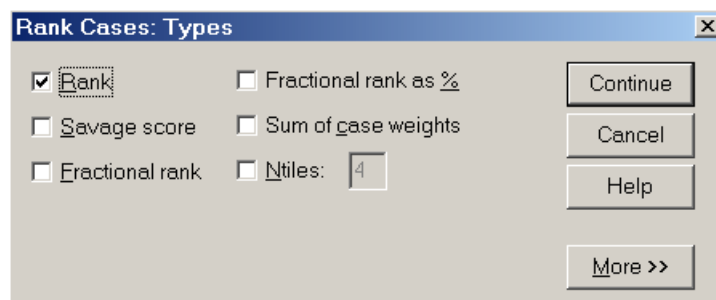 Rank Cases: Types
Rank
Fractional rank as %
Continue
Savage score
Sum of case weights
Cancel
Fractional rank
Ntiles: 4
Help
More >>